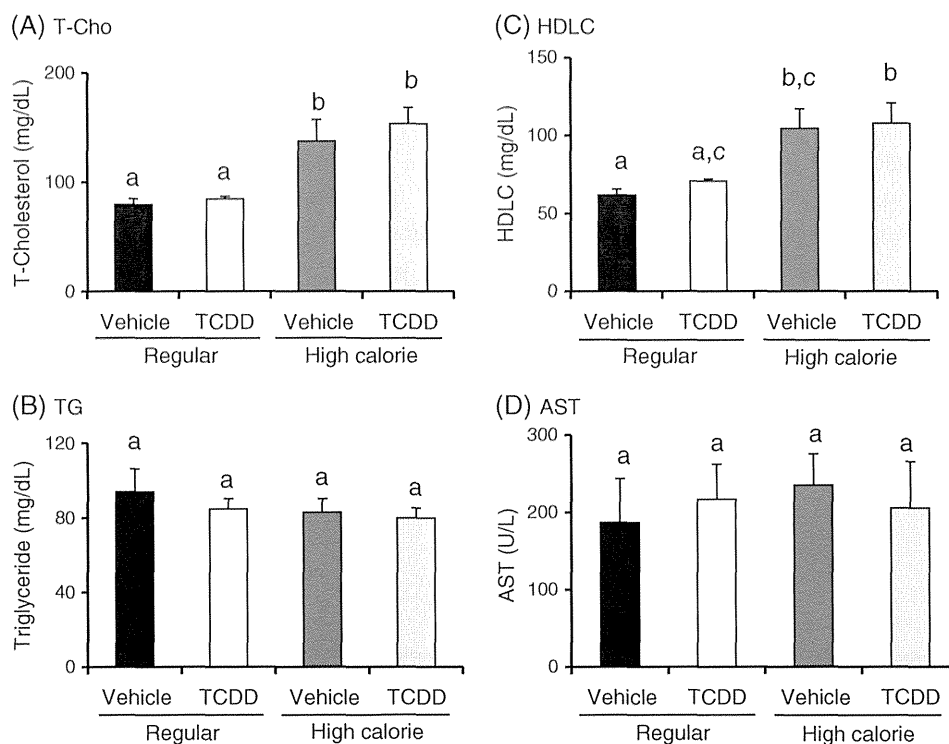 (A) T-Cho
T-Cholesterol (mg/dL)
200
100
0
a
a
b
b
Vehicle TCDD Vehicle TCDD
Regular High calorie
(C) HDLC
HDLC (mg/dL)
150
100
50
0
a
a,c
b,c
b
Vehicle TCDD Vehicle TCDD
Regular High calorie
(B) TG
Triglyceride (mg/dL)
120
80
40
0
a
a
a
a
Vehicle TCDD Vehicle TCDD
Regular High calorie
(D) AST
AST (U/L)
300
200
100
0
a
a
a
a
Vehicle TCDD Vehicle TCDD
Regular High calorie